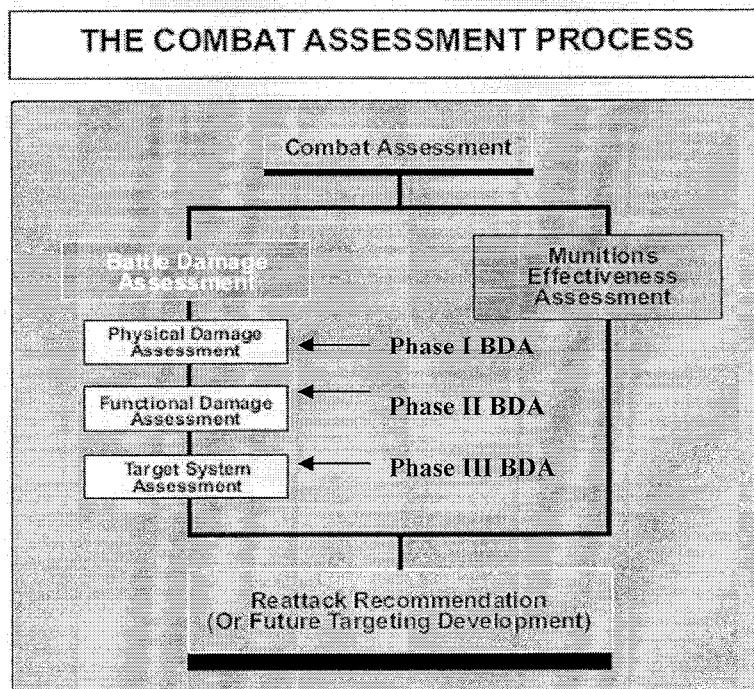 THE COMBAT ASSESSMENT PROCESS
Combat Assessment
Battle Damage
Assessment
Munitions
Effectiveness
Assessment
Physical Damage
Assessment
Phase I BDA
Functional Damage
Assessment
Phase II BDA
Target System
Assessment
Phase III BDA
Reattack Recommendation
(Or Future Targeting Development)